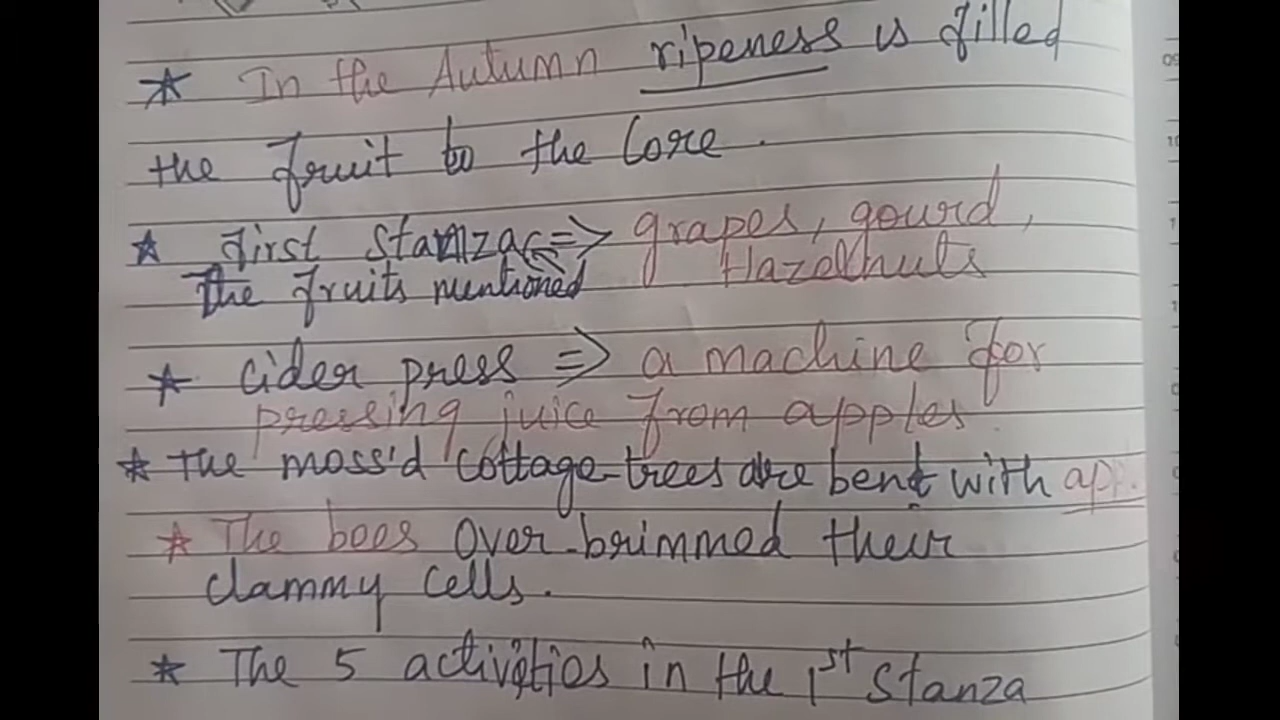 * In the Autumn ripeness is filled
the fruit to the Core.
* first stanza => grapes, gourd,
The fruits mentioned Hazelnuts
* Cider press => a machine for
pressing juice from apples
* The moss'd cottage-trees are bent with
* The bees over-brimmed their
clammy cells.
* The 5 activities in the 1st Stanza